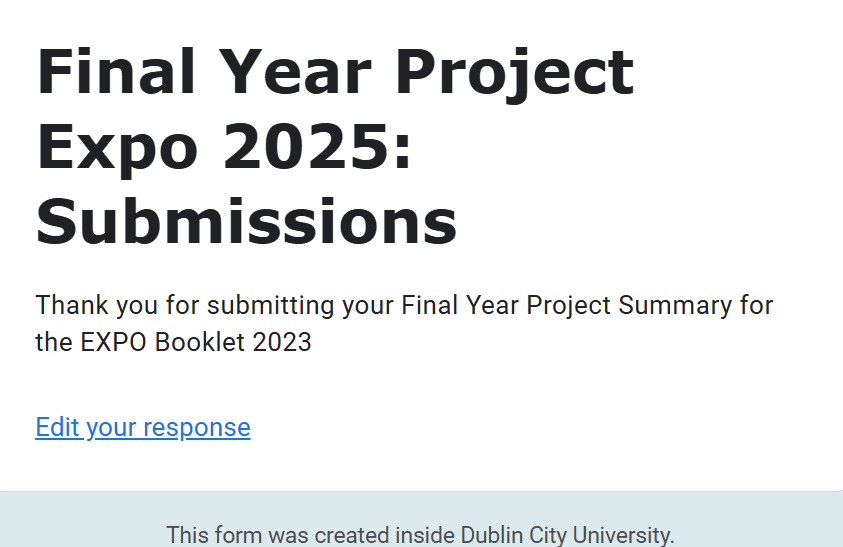 Final Year Project
Expo 2025:
Submissions
Thank you for submitting your Final Year Project Summary for
the EXPO Booklet 2023
Edit your response
This form was created inside Dublin City University.